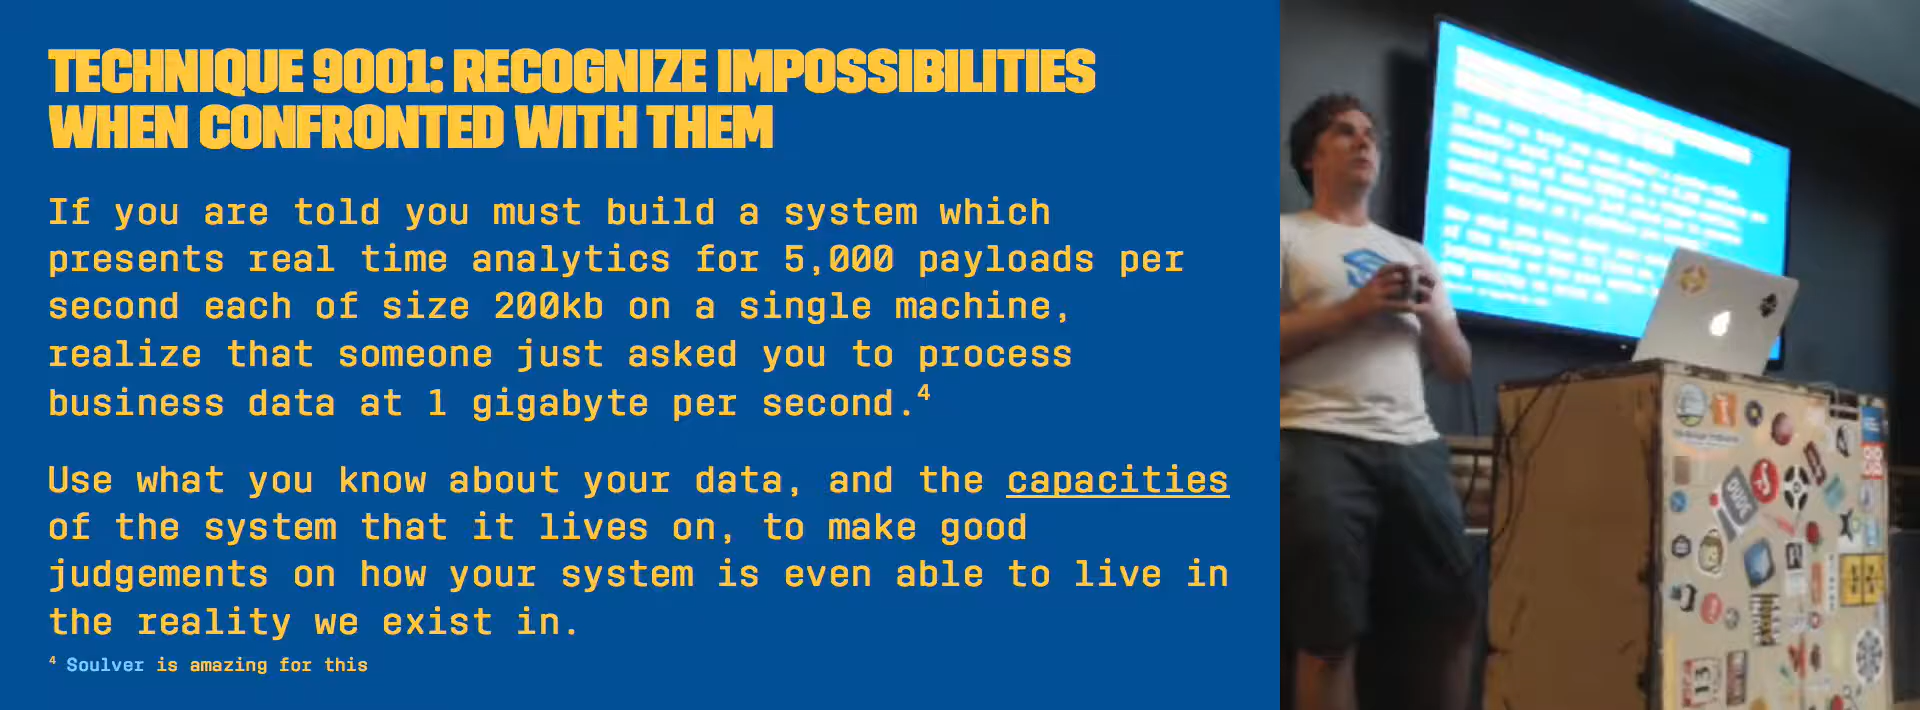 TECHNIQUE 9001: RECOGNIZE IMPOSSIBILITIES
WHEN CONFRONTED WITH THEM
If you are told you must build a system which
presents real time analytics for 5,000 payloads per
second each of size 200kb on a single machine,
realize that someone just asked you to process
business data at 1 gigabyte per second.⁴
Use what you know about your data, and the capacities
of the system that it lives on, to make good
judgements on how your system is even able to live in
the reality we exist in.
⁴ Soulver is amazing for this
13